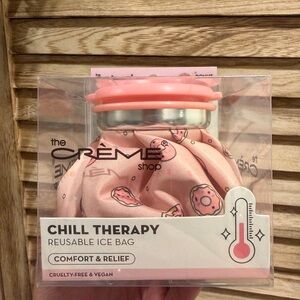 the
CRÈME®
shop
CHILL THERAPY
REUSABLE ICE BAG
COMFORT & RELIEF
CRUELTY-FREE & VEGAN